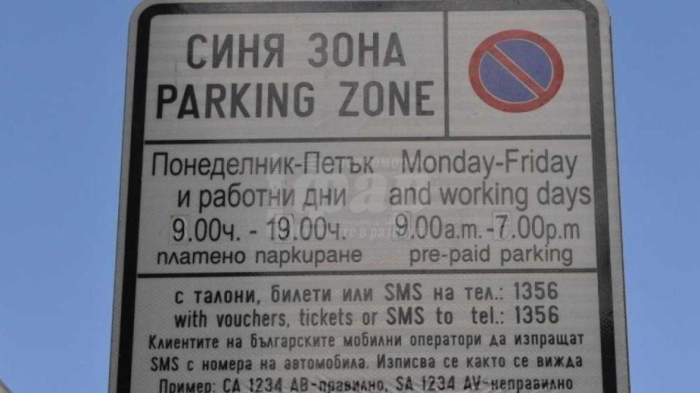 СИНЯ ЗОНА
PARKING ZONE
Понеделник-Петък
и работни дни
9.00ч. - 19.00ч.
платено паркиране
Monday-Friday
and working days
9.00a.m.-7.00p.m
pre-paid parking
с талони, билети или SMS на тел.: 1356
with vouchers, tickets or SMS to tel.: 1356
Клиентите на българските мобилни оператори да изпращат
SMS с номера на автомобила. Изписва се както се вижда
Пример: СА 1234 АВ-правилно, SA 1234 AV-неправилно